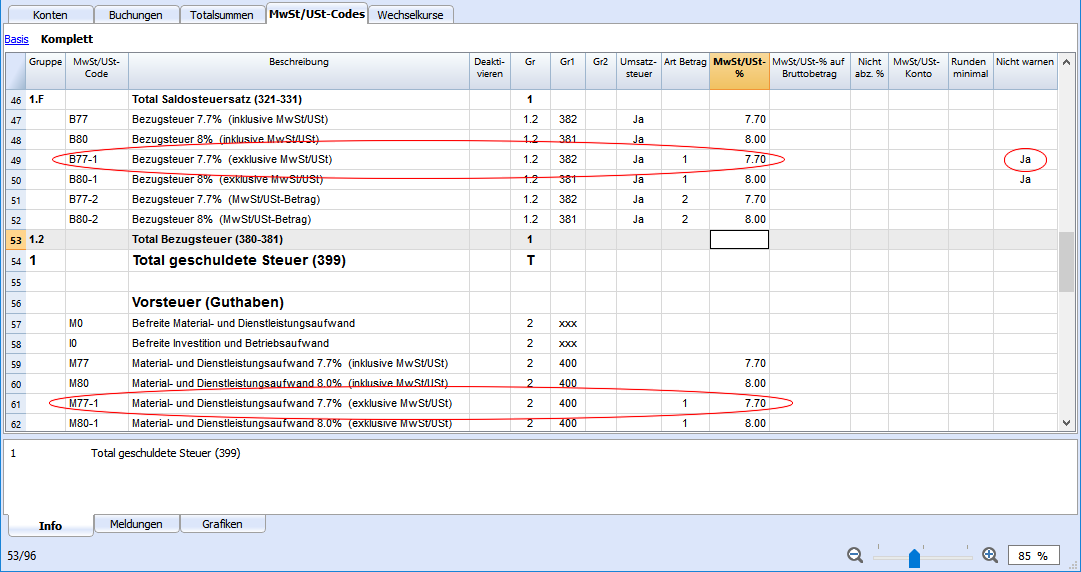 Konten Buchungen Totalsummen MwSt/USt-Codes Wechselkurse
Basis Komplett
Gruppe MwSt/USt-Code Beschreibung Deakti-vieren Gr Gr1 Gr2 Umsatz-steuer Art Betrag MwSt/USt-% MwSt/USt-% auf Bruttobetrag Nicht abz. % MwSt/USt-Konto Runden minimal Nicht warnen
46 1.F Total Saldosteuersatz (321-331) 1
47 B77 Bezugsteuer 7.7% (inklusive MwSt/USt) 1.2 382 Ja 7.70
48 B80 Bezugsteuer 8% (inklusive MwSt/USt) 1.2 381 Ja 8.00
49 B77-1 Bezugsteuer 7.7% (exklusive MwSt/USt) 1.2 382 Ja 1 7.70 Ja
50 B80-1 Bezugsteuer 8% (exklusive MwSt/USt) 1.2 381 Ja 1 8.00 Ja
51 B77-2 Bezugsteuer 7.7% (MwSt/USt-Betrag) 1.2 382 Ja 2 7.70
52 B80-2 Bezugsteuer 8% (MwSt/USt-Betrag) 1.2 381 Ja 2 8.00
53 1.2 Total Bezugsteuer (380-381) 1
54 1 Total geschuldete Steuer (399) T
55
56 Vorsteuer (Guthaben)
57 M0 Befreite Material- und Dienstleistungsaufwand 2 xxx
58 I0 Befreite Investition und Betriebsaufwand 2 xxx
59 M77 Material- und Dienstleistungsaufwand 7.7% (inklusive MwSt/USt) 2 400 7.70
60 M80 Material- und Dienstleistungsaufwand 8.0% (inklusive MwSt/USt) 2 400 8.00
61 M77-1 Material- und Dienstleistungsaufwand 7.7% (exklusive MwSt/USt) 2 400 1 7.70
62 M80-1 Material- und Dienstleistungsaufwand 8.0% (exklusive MwSt/USt) 2 400 1 8.00
1 Total geschuldete Steuer (399)
Info Meldungen Grafiken
53/96 85 %